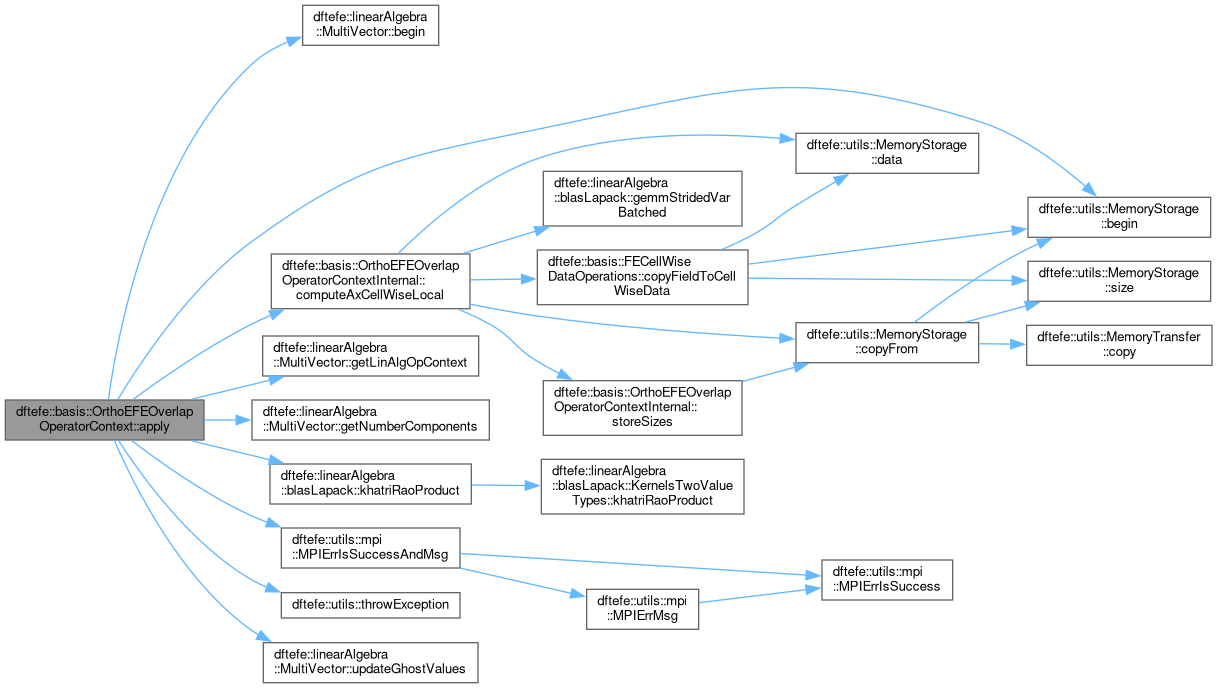 dftefe::linearAlgebra
::MultiVector::begin
dftefe::utils::MemoryStorage
::data
dftefe::linearAlgebra
::blasLapack::gemmStridedVar
Batched
dftefe::utils::MemoryStorage
::begin
dftefe::basis::OrthoEFEOverlap
OperatorContextInternal::
computeAxCellWiseLocal
dftefe::basis::FECellWise
DataOperations::copyFieldToCell
WiseData
dftefe::utils::MemoryStorage
::size
dftefe::linearAlgebra
::MultiVector::getLinAlgOpContext
dftefe::utils::MemoryStorage
::copyFrom
dftefe::utils::MemoryTransfer
::copy
dftefe::basis::OrthoEFEOverlap
OperatorContext::apply
dftefe::linearAlgebra
::MultiVector::getNumberComponents
dftefe::basis::OrthoEFEOverlap
OperatorContextInternal::
storeSizes
dftefe::linearAlgebra
::blasLapack::khatriRaoProduct
dftefe::linearAlgebra
::blasLapack::KernelsTwoValue
Types::khatriRaoProduct
dftefe::utils::mpi
::MPIErrIsSuccessAndMsg
dftefe::utils::mpi
::MPIErrIsSuccess
dftefe::utils::throwException
dftefe::utils::mpi
::MPIErrMsg
dftefe::linearAlgebra
::MultiVector::updateGhostValues